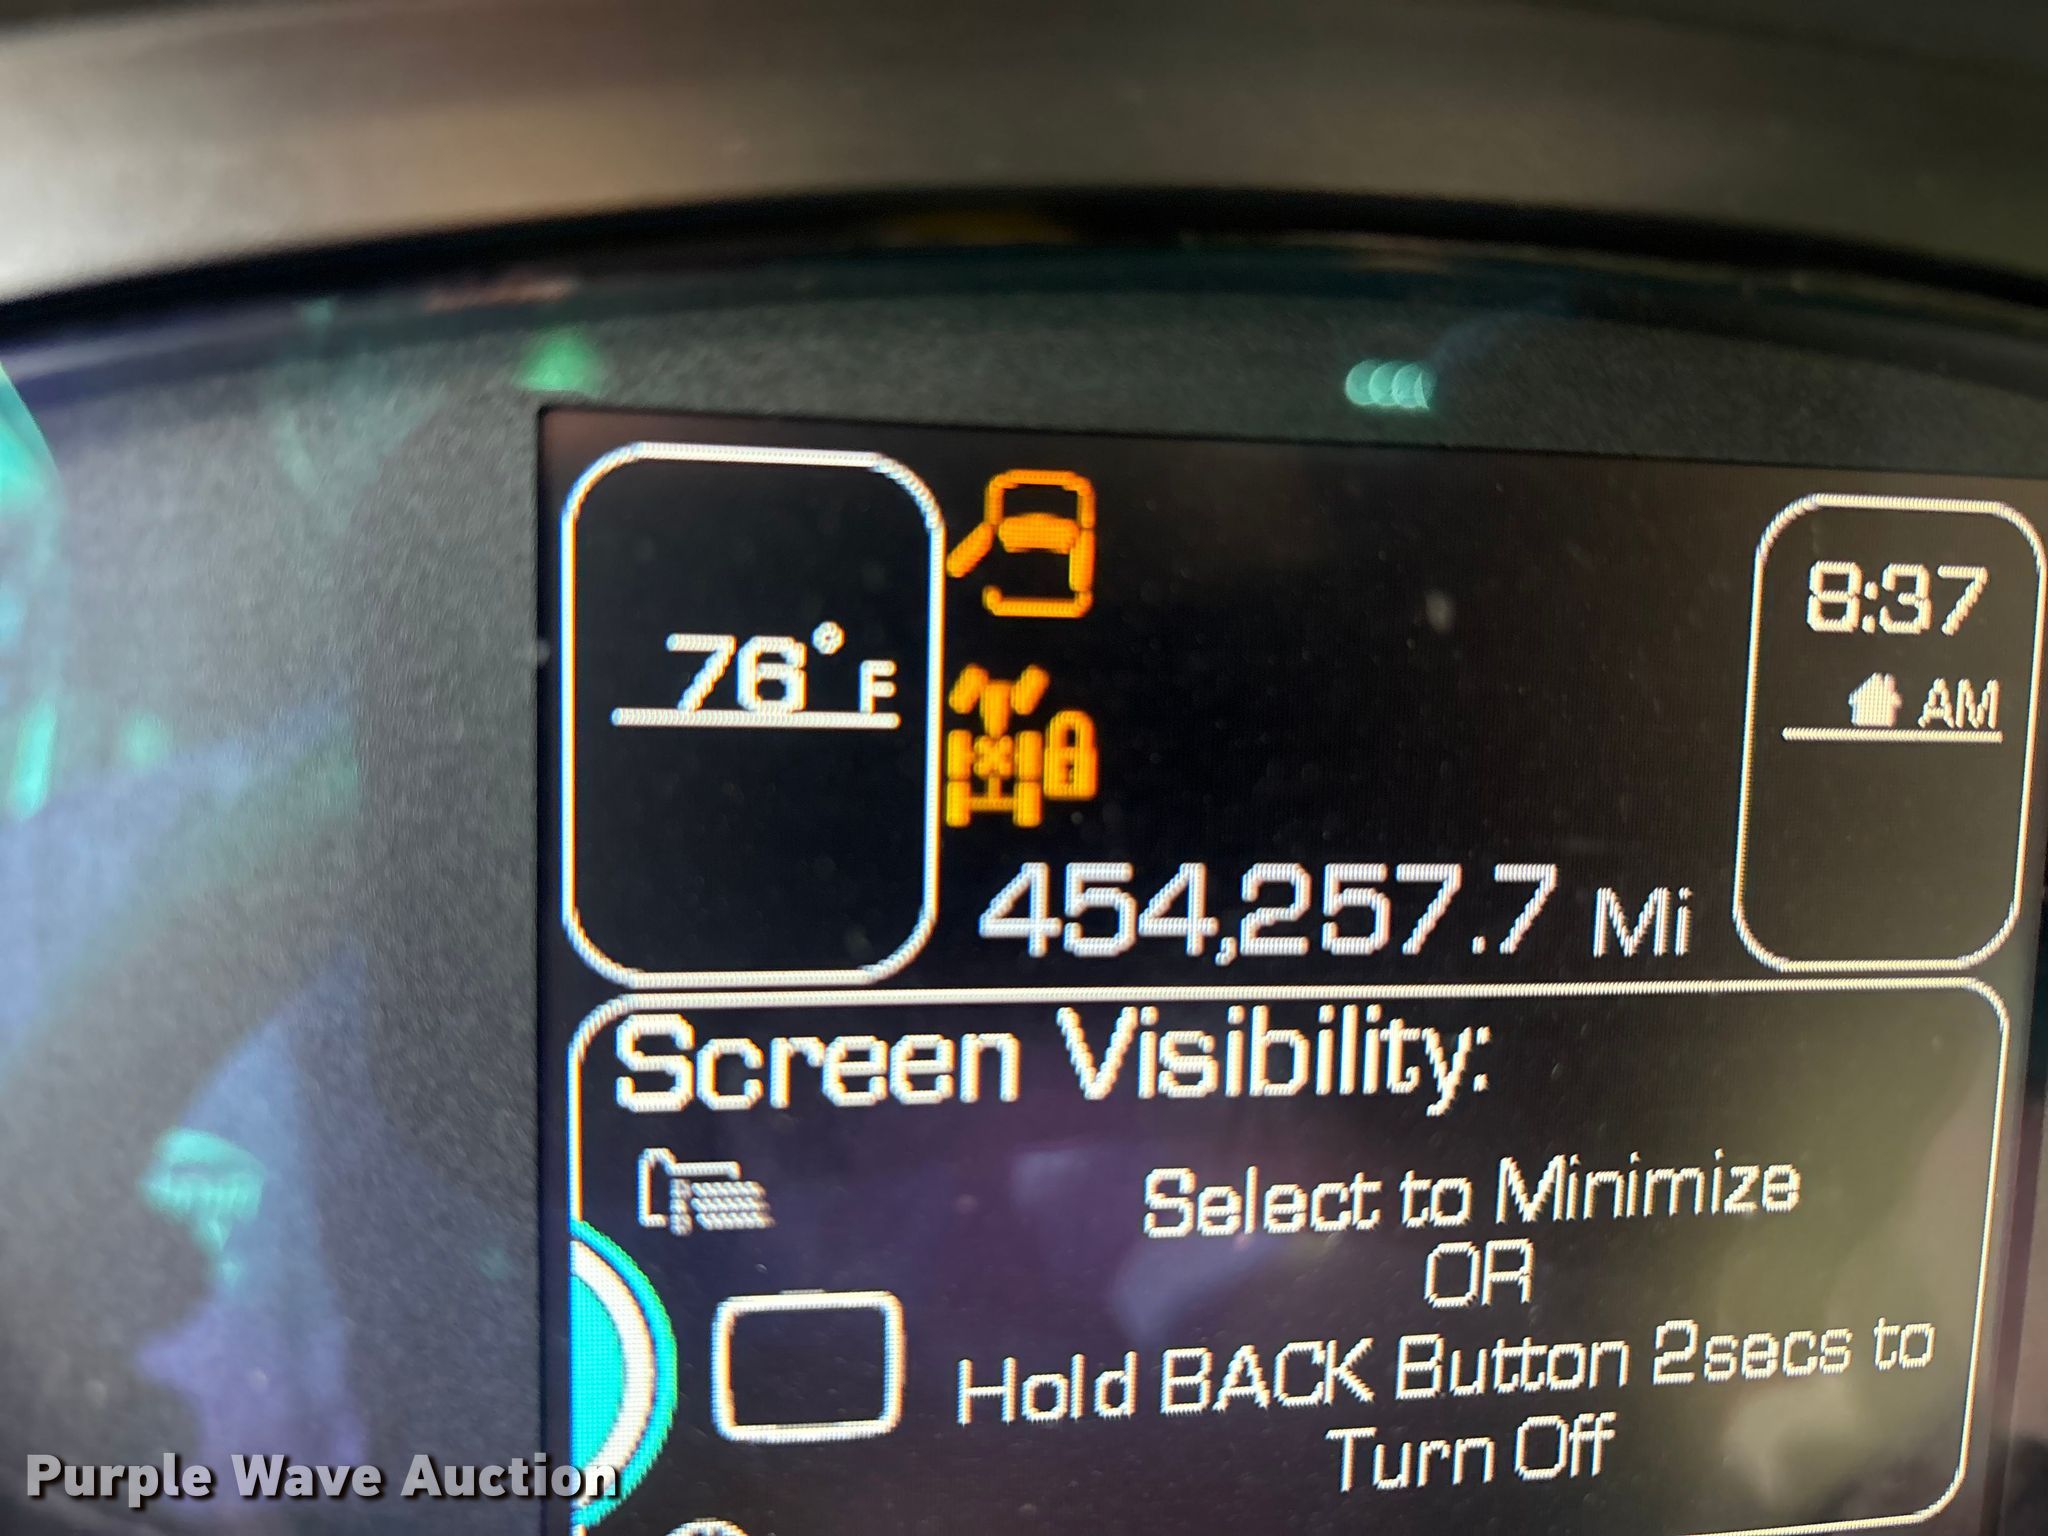 76° F
8:37
AM
454,257.7 Mi
Screen Visibility:
Select to Minimize
OR
Hold BACK Button 2secs to
Turn Off
Purple Wave Auction